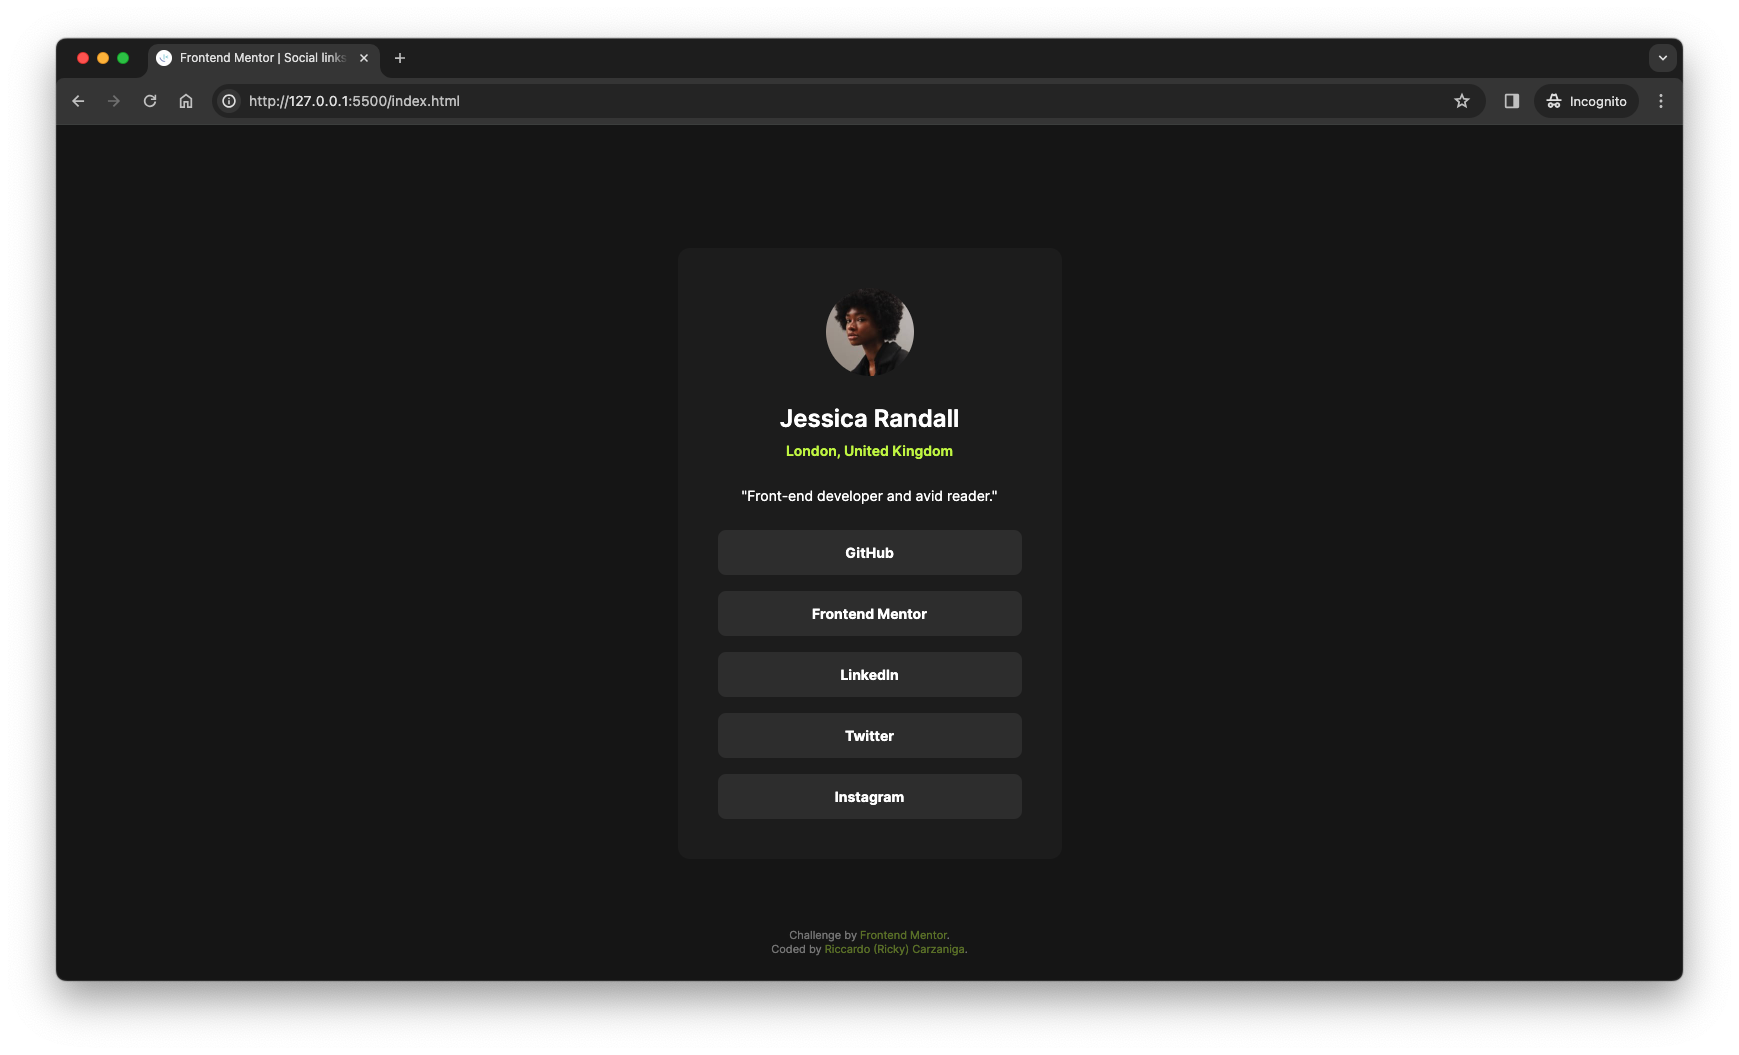 Frontend Mentor | Social links
http://127.0.0.1:5500/index.html
Incognito
Jessica Randall
London, United Kingdom
"Front-end developer and avid reader."
GitHub
Frontend Mentor
LinkedIn
Twitter
Instagram
Challenge by Frontend Mentor.
Coded by Riccardo (Ricky) Carzaniga.